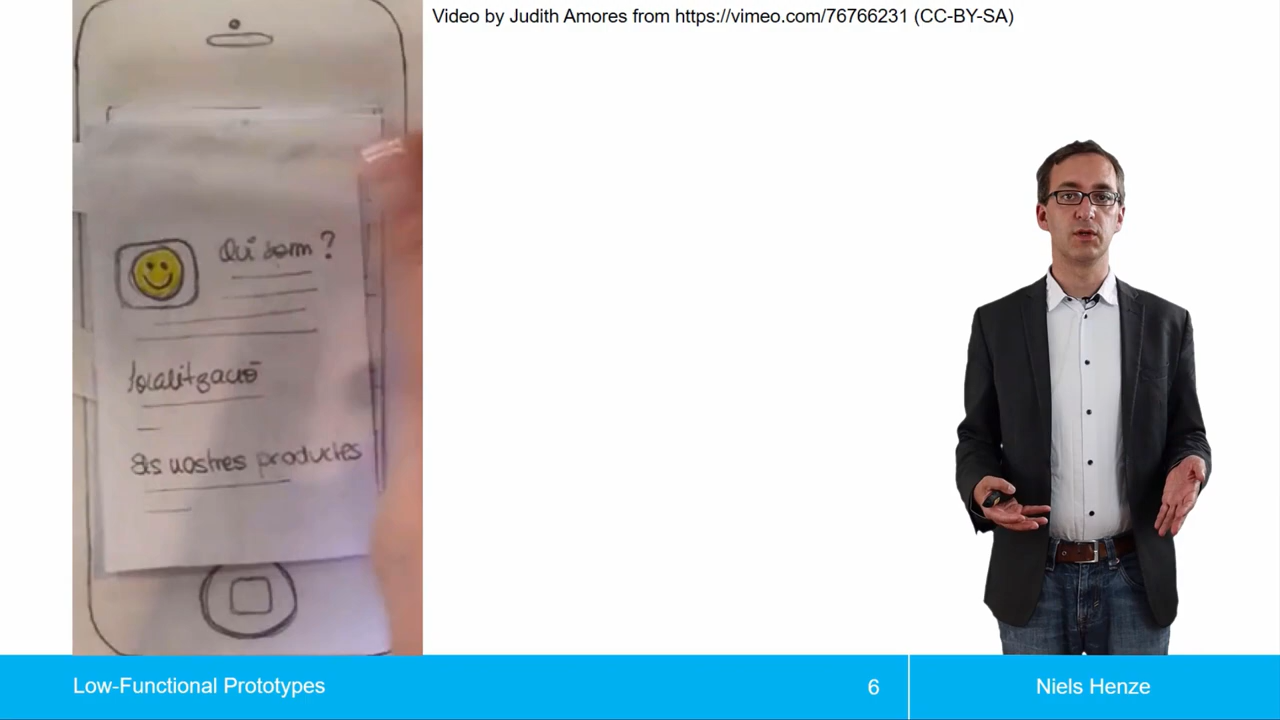 Video by Judith Amores from https://vimeo.com/76766231 (CC-BY-SA)
Qui som ?
localització
Els nostres productes
Low-Functional Prototypes
6
Niels Henze